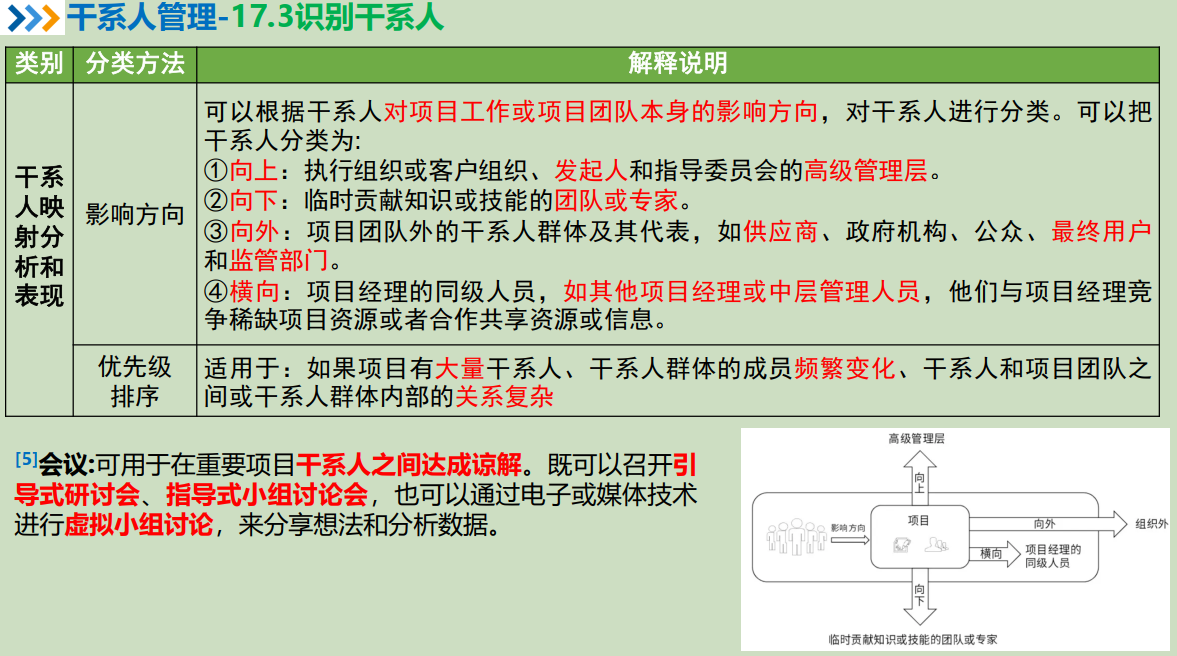 干系人管理-17.3识别干系人
类别 分类方法 解释说明
干系
人映
射分
析和
表现
影响方向
可以根据干系人对项目工作或项目团队本身的影响方向，对干系人进行分类。可以把
干系人分类为:
①向上：执行组织或客户组织、发起人和指导委员会的高级管理层。
②向下：临时贡献知识或技能的团队或专家。
③向外：项目团队外的干系人群体及其代表，如供应商、政府机构、公众、最终用户
和监管部门。
④横向：项目经理的同级人员，如其他项目经理或中层管理人员，他们与项目经理竞
争稀缺项目资源或者合作共享资源或信息。
优先级
排序
适用于：如果项目有大量干系人、干系人群体的成员频繁变化、干系人和项目团队之
间或干系人群体内部的关系复杂
[5]会议:可用于在重要项目干系人之间达成谅解。既可以召开引
导式研讨会、指导式小组讨论会，也可以通过电子或媒体技术
进行虚拟小组讨论，来分享想法和分析数据。
高级管理层
向
上
影响方向
项目
向外
组织外
横向
项目经理的
同级人员
向
下
临时贡献知识或技能的团队或专家